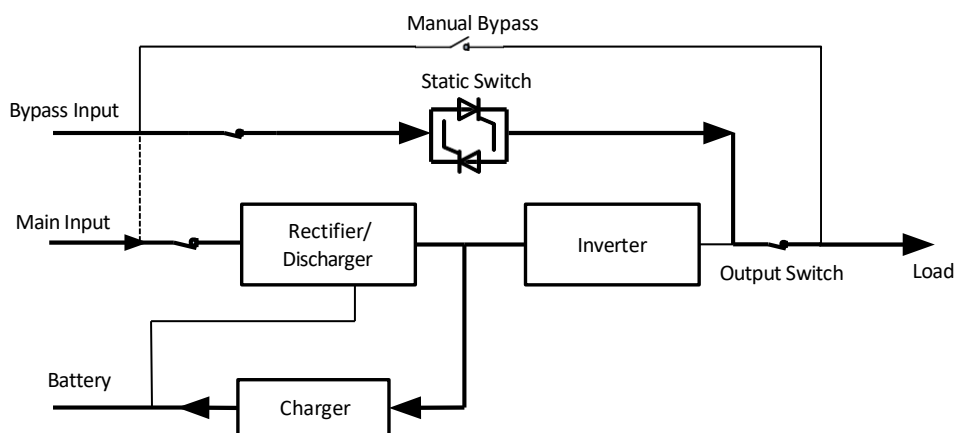 Manual Bypass
Static Switch
Bypass Input
Main Input
Rectifier/
Discharger
Inverter
Output Switch
Load
Battery
Charger